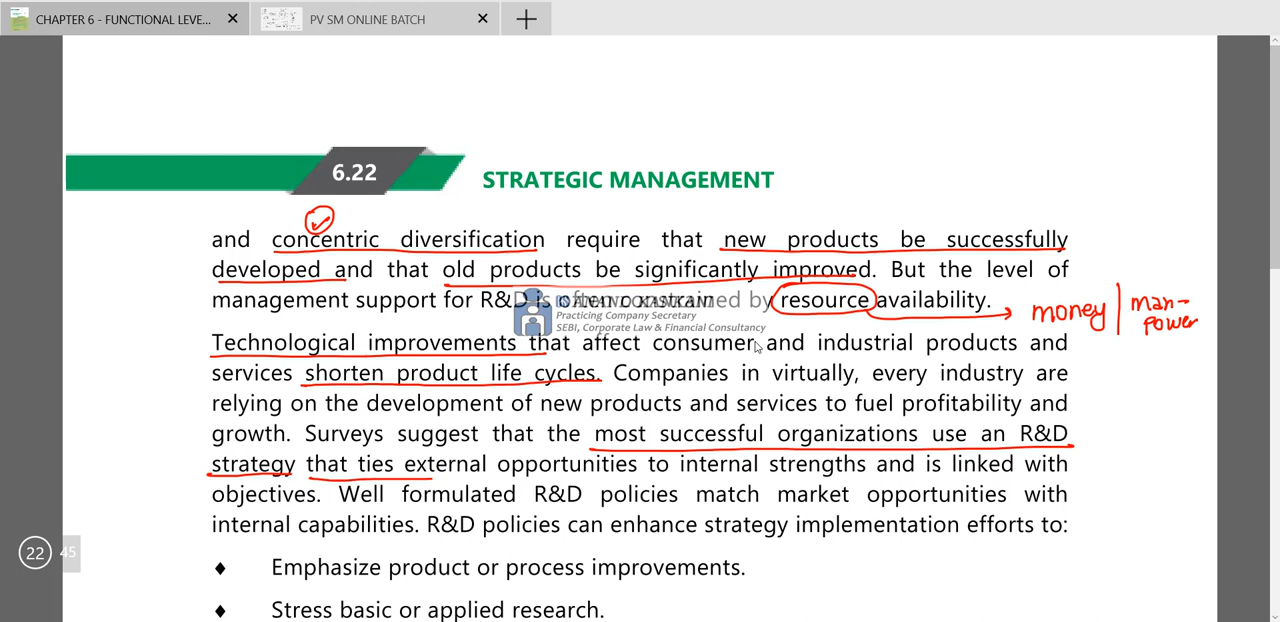 CHAPTER 6 - FUNCTIONAL LEVE...
PV SM ONLINE BATCH
6.22
STRATEGIC MANAGEMENT
and concentric diversification require that new products be successfully
developed and that old products be significantly improved. But the level of
management support for R&D is often constrained by resource availability.
money | man-
power
Practicing Company Secretary
SEBI, Corporate Law & Financial Consultancy
Technological improvements that affect consumer and industrial products and
services shorten product life cycles. Companies in virtually, every industry are
relying on the development of new products and services to fuel profitability and
growth. Surveys suggest that the most successful organizations use an R&D
strategy that ties external opportunities to internal strengths and is linked with
objectives. Well formulated R&D policies match market opportunities with
internal capabilities. R&D policies can enhance strategy implementation efforts to:
22 45
♦ Emphasize product or process improvements.
♦ Stress basic or applied research.